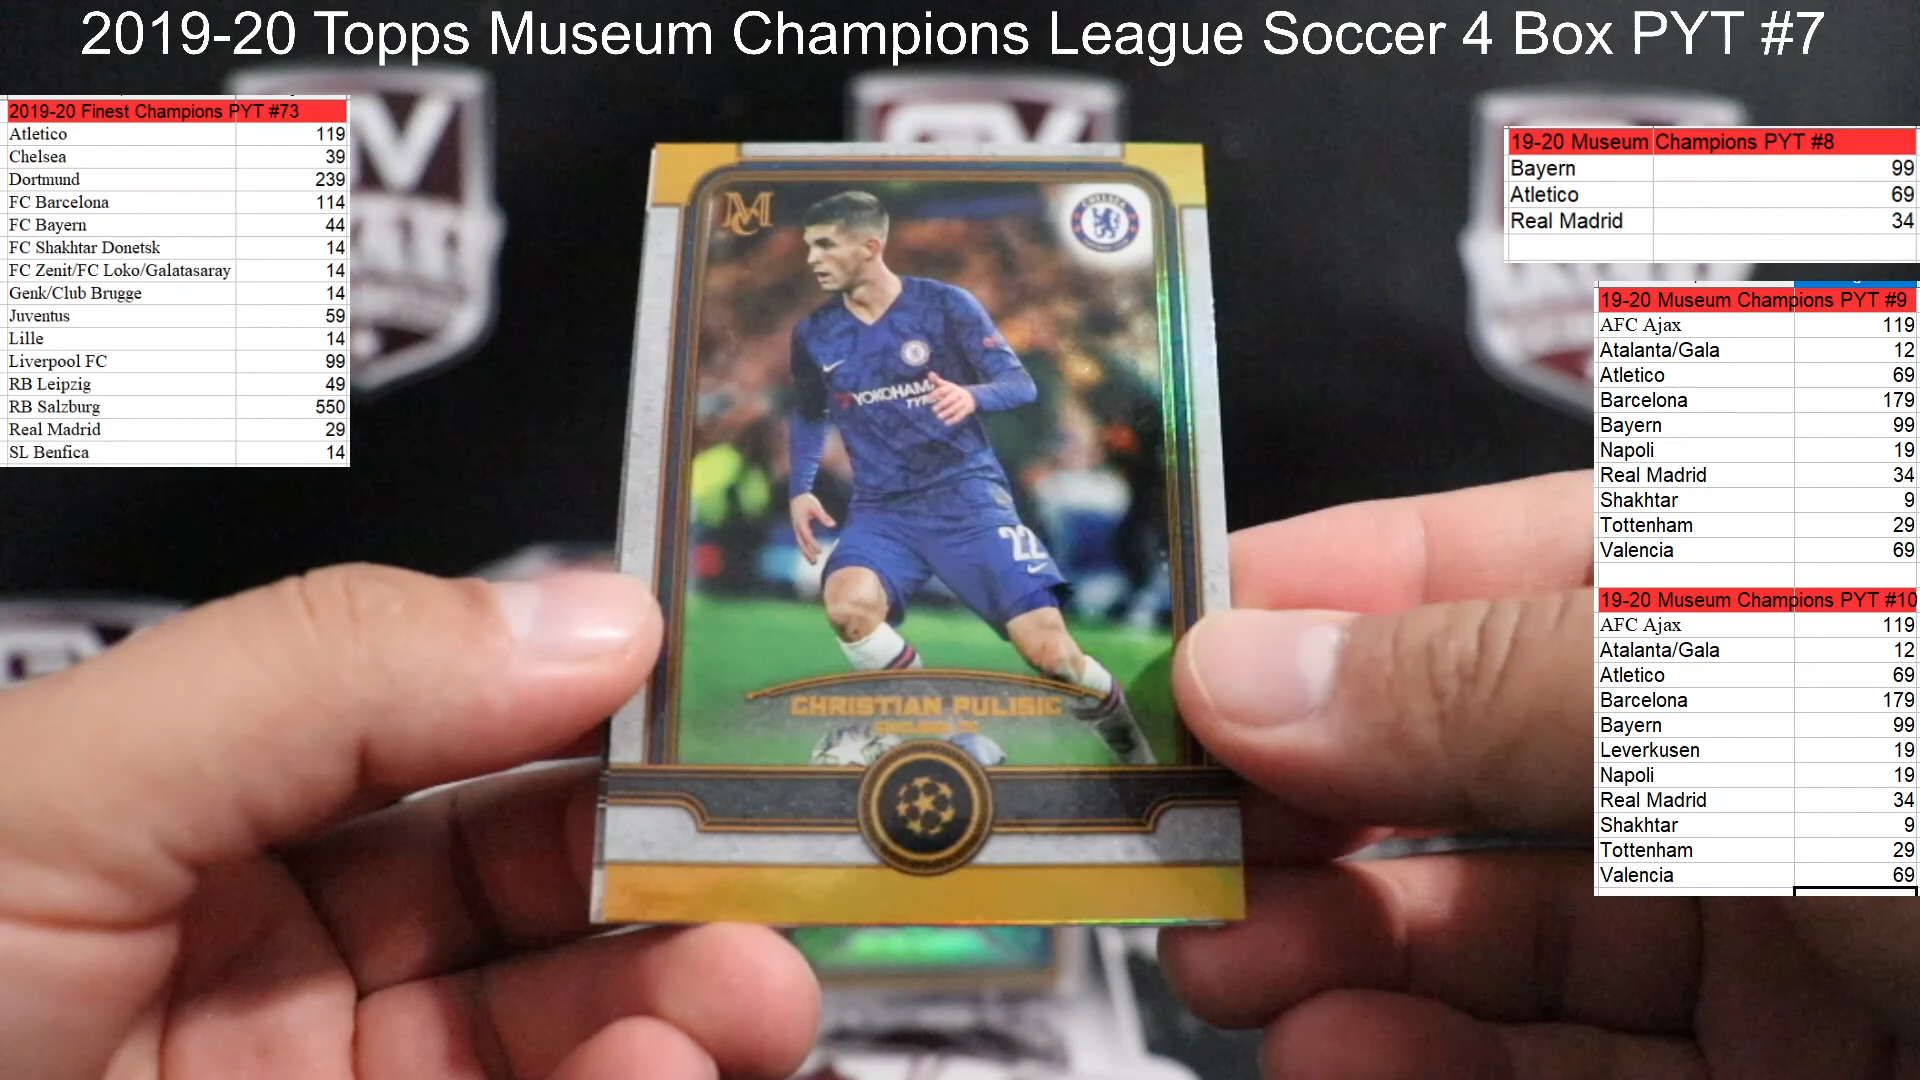 2019-20 Topps Museum Champions League Soccer 4 Box PYT #7
2019-20 Finest Champions PYT #73
Atletico 119
Chelsea 39
Dortmund 239
FC Barcelona 114
FC Bayern 44
FC Shakhtar Donetsk 14
FC Zenit/FC Loko/Galatasaray 14
Genk/Club Brugge 14
Juventus 59
Lille 14
Liverpool FC 99
RB Leipzig 49
RB Salzburg 550
Real Madrid 29
SL Benfica 14
MC
CHELSEA
YOKOHAMA
TYRES
22
CHRISTIAN PULISIC
CHELSEA FC
19-20 Museum Champions PYT #8
Bayern 99
Atletico 69
Real Madrid 34
19-20 Museum Champions PYT #9
AFC Ajax 119
Atalanta/Gala 12
Atletico 69
Barcelona 179
Bayern 99
Napoli 19
Real Madrid 34
Shakhtar 9
Tottenham 29
Valencia 69
19-20 Museum Champions PYT #10
AFC Ajax 119
Atalanta/Gala 12
Atletico 69
Barcelona 179
Bayern 99
Leverkusen 19
Napoli 19
Real Madrid 34
Shakhtar 9
Tottenham 29
Valencia 69